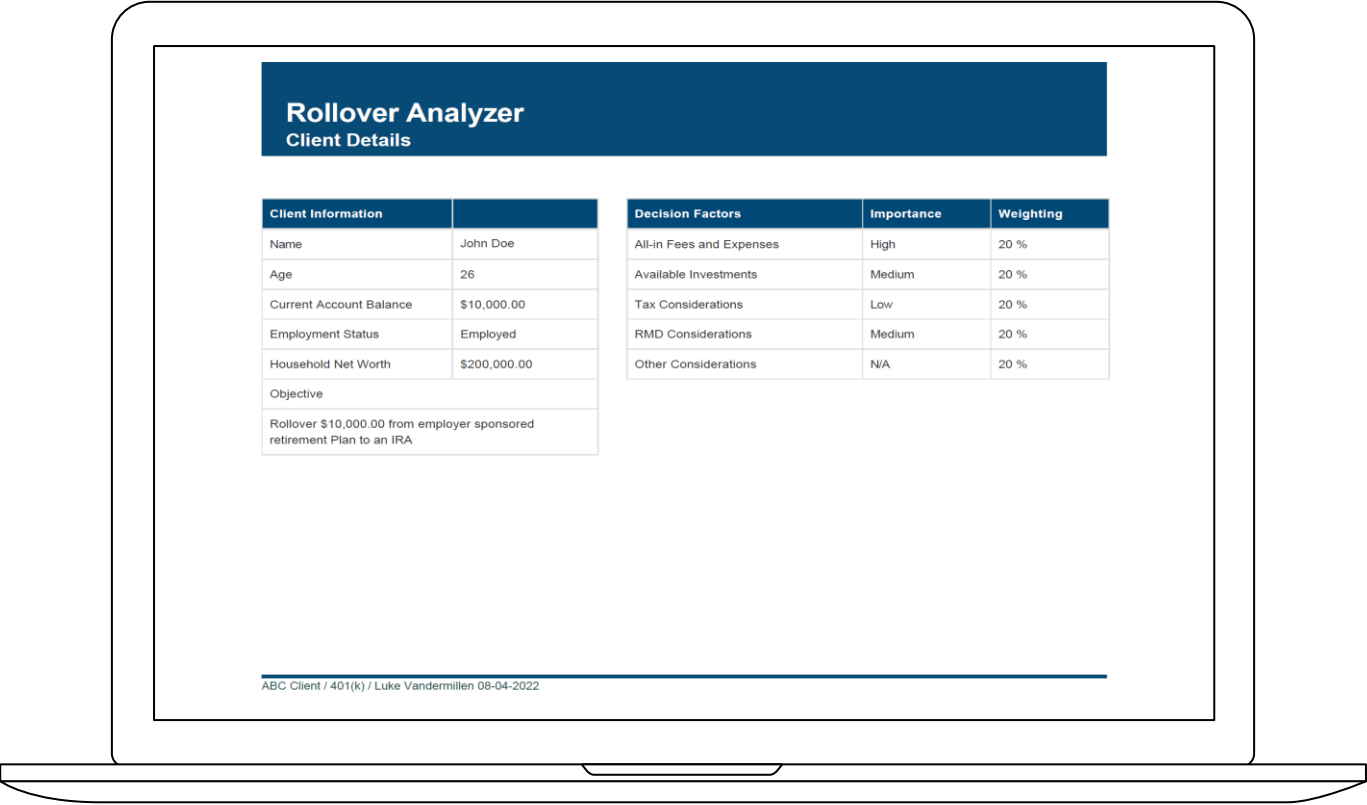 Rollover Analyzer
Client Details
Client Information
Name John Doe
Age 26
Current Account Balance $10,000.00
Employment Status Employed
Household Net Worth $200,000.00
Objective
Rollover $10,000.00 from employer sponsored
retirement Plan to an IRA
Decision Factors Importance Weighting
All-in Fees and Expenses High 20 %
Available Investments Medium 20 %
Tax Considerations Low 20 %
RMD Considerations Medium 20 %
Other Considerations N/A 20 %
ABC Client / 401(k) / Luke Vandermillen 08-04-2022